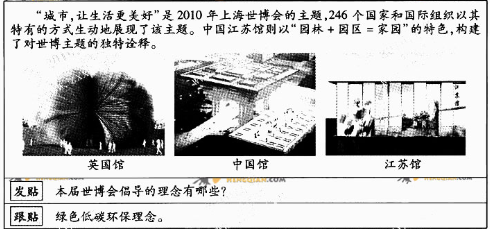 “城市,让生活更美好”是2010年上海世博会的主题,246个国家和国际组织以其
特有的方式生动地展现了该主题。中国江苏馆则以“园林+园区=家园”的特色,构建
了对世博主题的独特诠释。
江苏馆
英国馆 中国馆 江苏馆
发贴 本届世博会倡导的理念有哪些?
跟贴 绿色低碳环保理念。